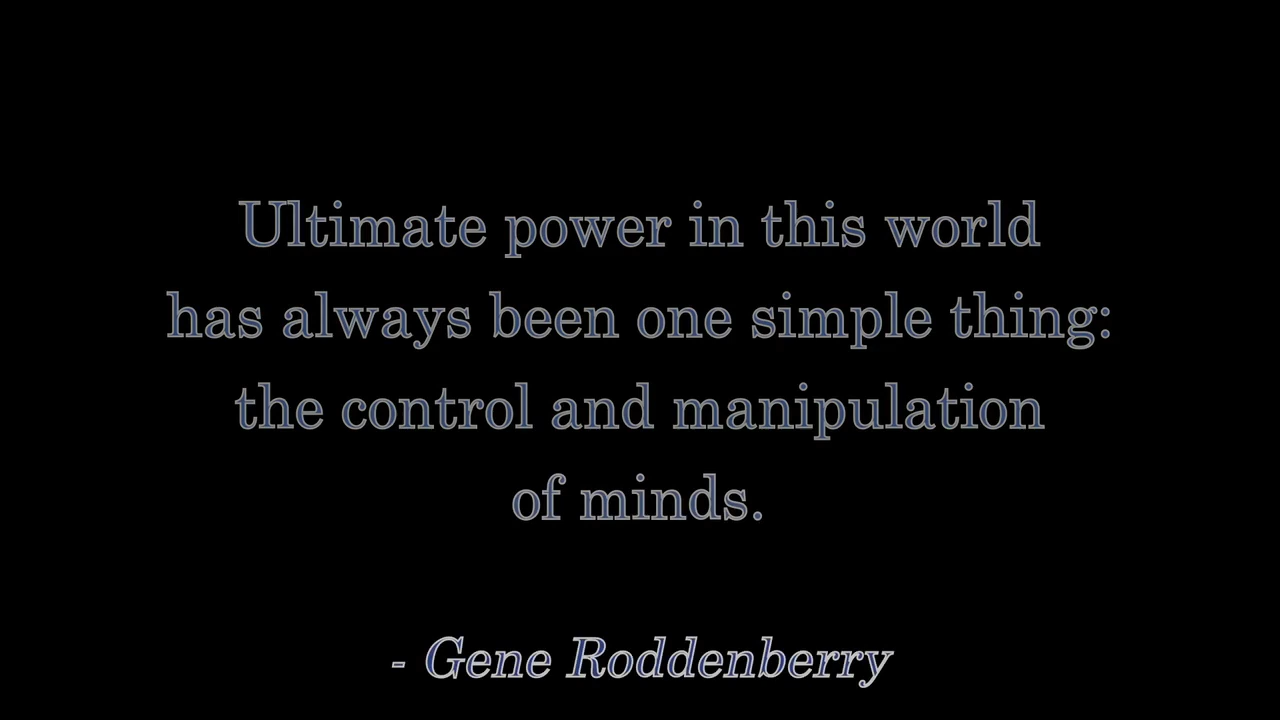 Ultimate power in this world
has always been one simple thing:
the control and manipulation
of minds.
- Gene Roddenberry